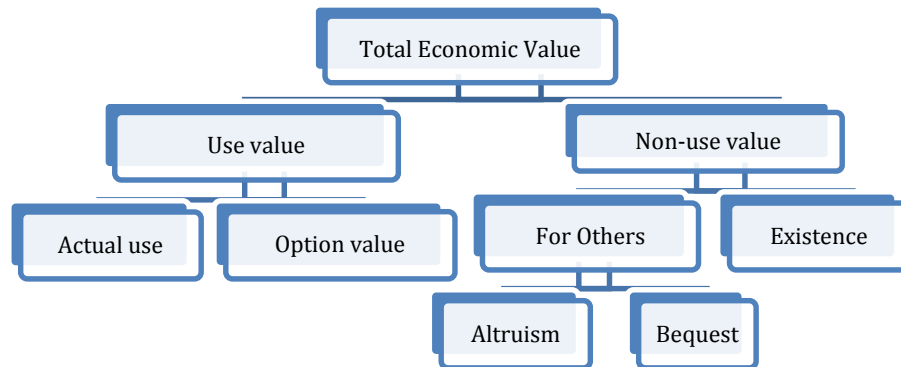 Total Economic Value
Use value
Non-use value
Actual use
Option value
For Others
Existence
Altruism
Bequest